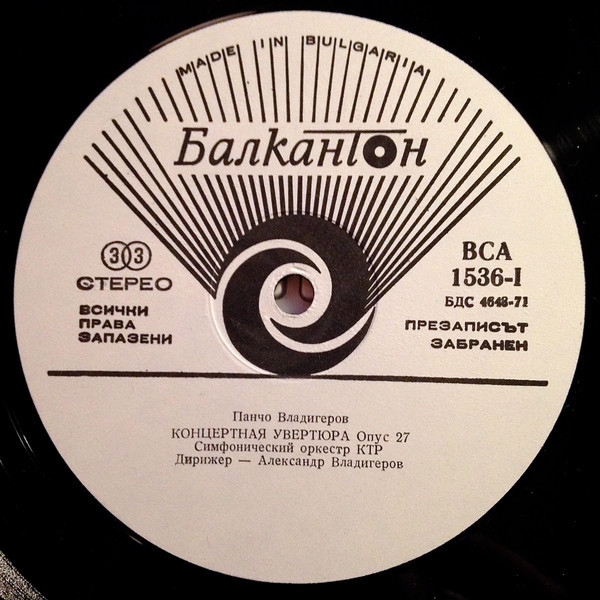 MADE IN BULGARIA
Балкантон
33
СТЕРЕО
ВСИЧКИ
ПРАВА
ЗАПАЗЕНИ
ВСА
1536-I
БДС 4648-71
ПРЕЗАПИСЪТ
ЗАБРАНЕН
Панчо Владигеров
КОНЦЕРТНАЯ УВЕРТЮРА Опус 27
Симфонический оркестр КТР
Дирижер — Александр Владигеров